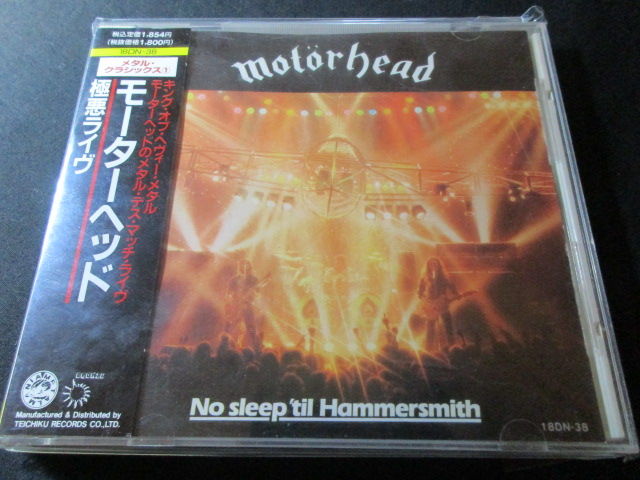 税込定価1,854円
(税抜価格1,800円)
18DN-38
メタル・
クラシックス①
キング・オブ・ヘヴィー・メタル
モーターヘッドのメタル・デス・マッチ・ライヴ
モーターヘッド
極悪ライヴ
BRONZE
Manufactured & Distributed by
TEICHIKU RECORDS CO., LTD.
motörhead
No sleep 'til Hammersmith
18DN-38